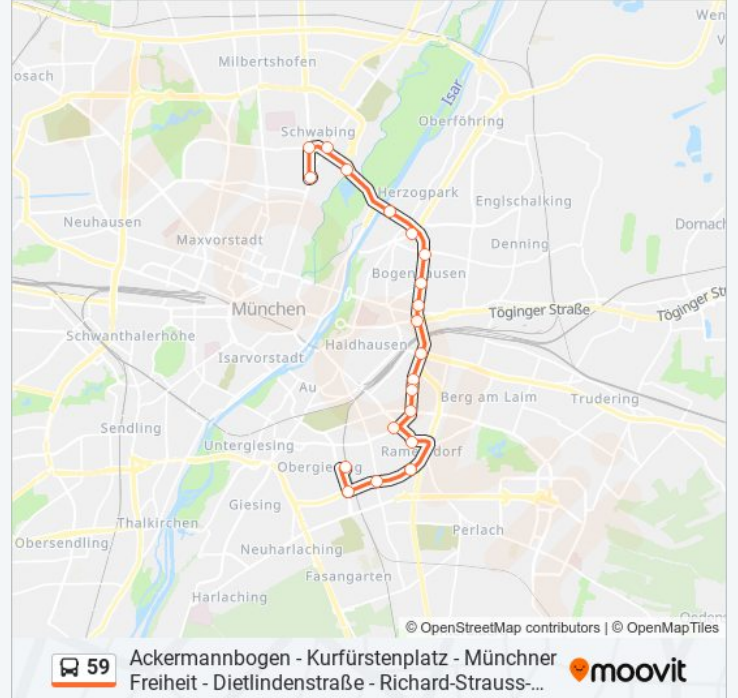 Wen
V
Milbertshofen
osach
Isar
Oberföhring
Schwabing
Herzogpark
Englschalking
Neuhausen
Dornach
Maxvorstadt
Denning
Bogenhausen
München
Töginger Straße
Töginger Str
Schwanthalerhöhe
Haidhausen
Isarvorstadt
Au
Berg am Laim
Trudering
Sendling
Untergiesing
Ramersdorf
Obergiesing
Giesing
Thalkirchen
Perlach
Obersendling
Neuharlaching
Fasangarten
Harlaching
© OpenStreetMap contributors | © OpenMapTiles
59
Ackermannbogen - Kurfürstenplatz - Münchner
Freiheit - Dietlindenstraße - Richard-Strauss-...
moovit